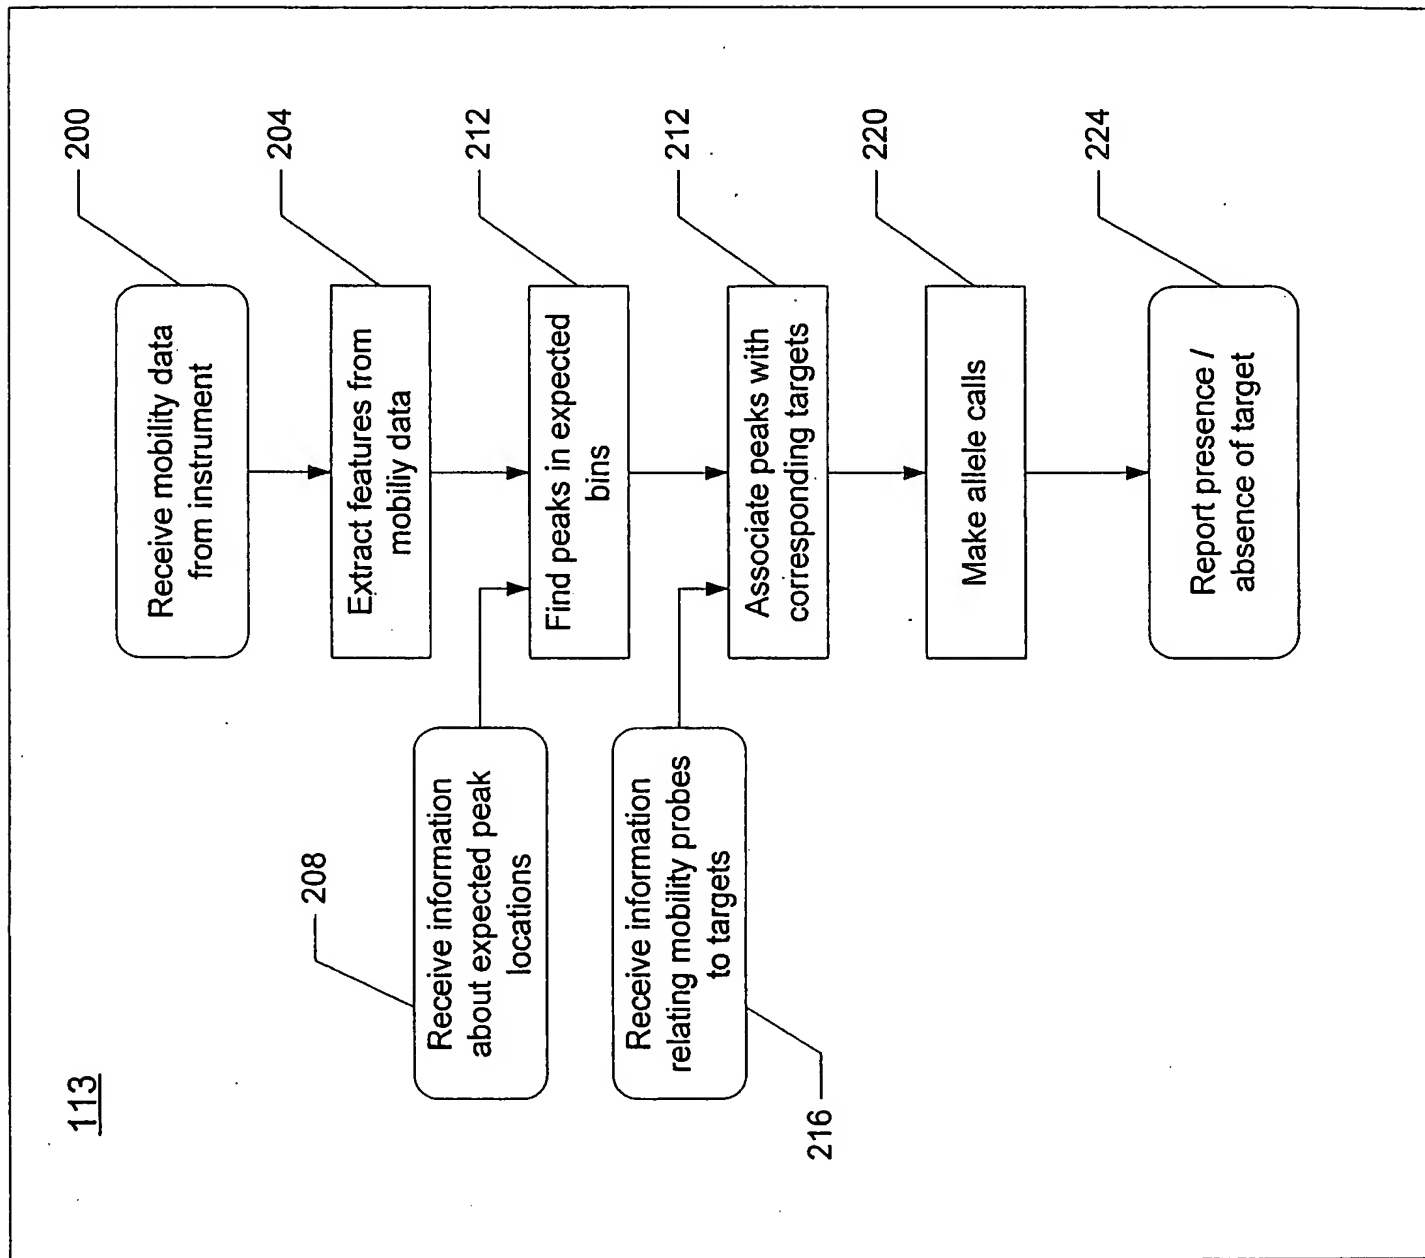 113
200
Receive mobility data
from instrument
204
Extract features from
mobiliy data
208
Receive information
about expected peak
locations
212
Find peaks in expected
bins
216
Receive information
relating mobility probes
to targets
212
Associate peaks with
corresponding targets
220
Make allele calls
224
Report presence /
absence of target